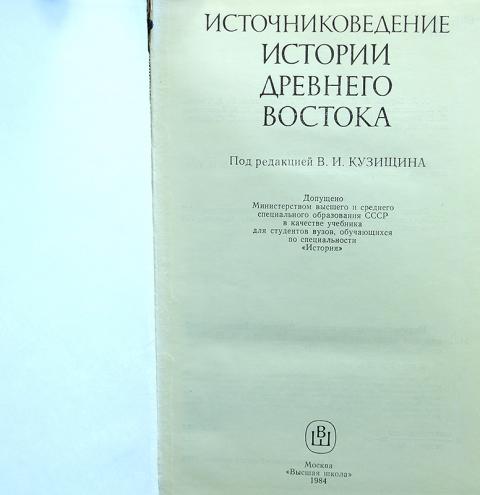 ИСТОЧНИКОВЕДЕНИЕ
ИСТОРИИ
ДРЕВНЕГО
ВОСТОКА
Под редакцией В. И. КУЗИЩИНА
Допущено
Министерством высшего и среднего
специального образования СССР
в качестве учебника
для студентов вузов, обучающихся
по специальности
«История»
В
Ш
Москва
«Высшая школа»
1984